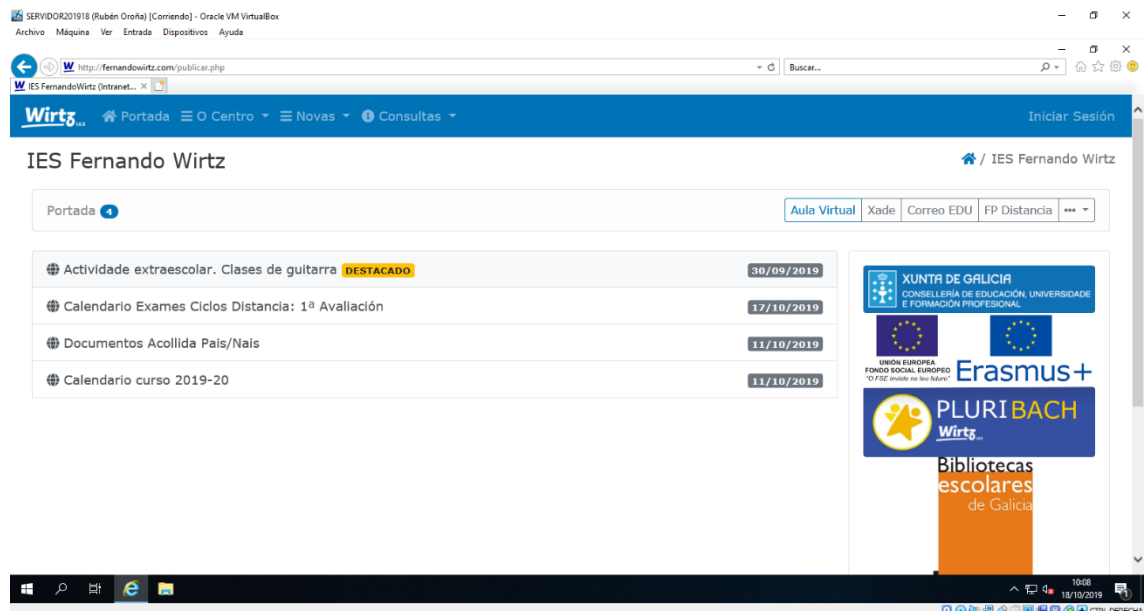 SERVIDOR201918 (Rubén Oroña) [Corriendo] - Oracle VM VirtualBox
Archivo Máquina Ver Entrada Dispositivos Ayuda
http://fernandowirtz.com/publicar.php
Buscar...
IES FernandoWirtz (Intranet...
Wirtz... Portada O Centro Novas Consultas Iniciar Sesión
IES Fernando Wirtz
/ IES Fernando Wirtz
Portada 4
Aula Virtual Xade Correo EDU FP Distancia
Actividade extraescolar. Clases de guitarra DESTACADO 30/09/2019
Calendario Exames Ciclos Distancia: 1ª Avaliación 17/10/2019
Documentos Acollida Pais/Nais 11/10/2019
Calendario curso 2019-20 11/10/2019
XUNTA DE GALICIA
CONSELLERÍA DE EDUCACIÓN, UNIVERSIDADE
E FORMACIÓN PROFESIONAL
UNIÓN EUROPEA
FONDO SOCIAL EUROPEO
"O FSE inviste no teu futuro"
Erasmus+
PLURIBACH
Wirtz...
Bibliotecas
escolares
de Galicia
10:08
18/10/2019
CTRL DERECHA